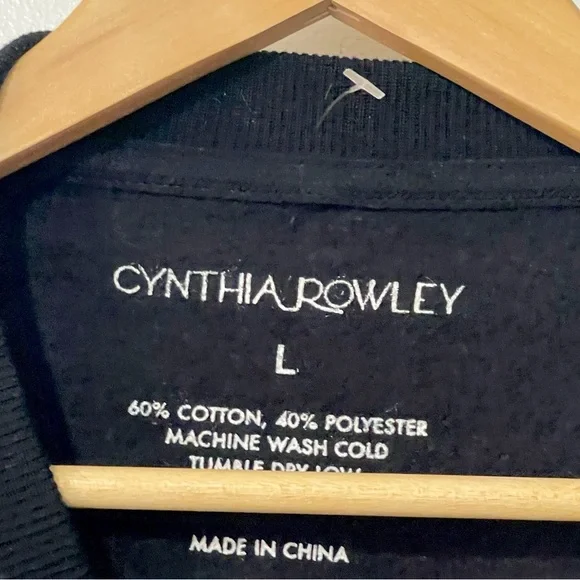 CYNTHIA ROWLEY
L
60% COTTON, 40% POLYESTER
MACHINE WASH COLD
TUMBLE DRY LOW
MADE IN CHINA